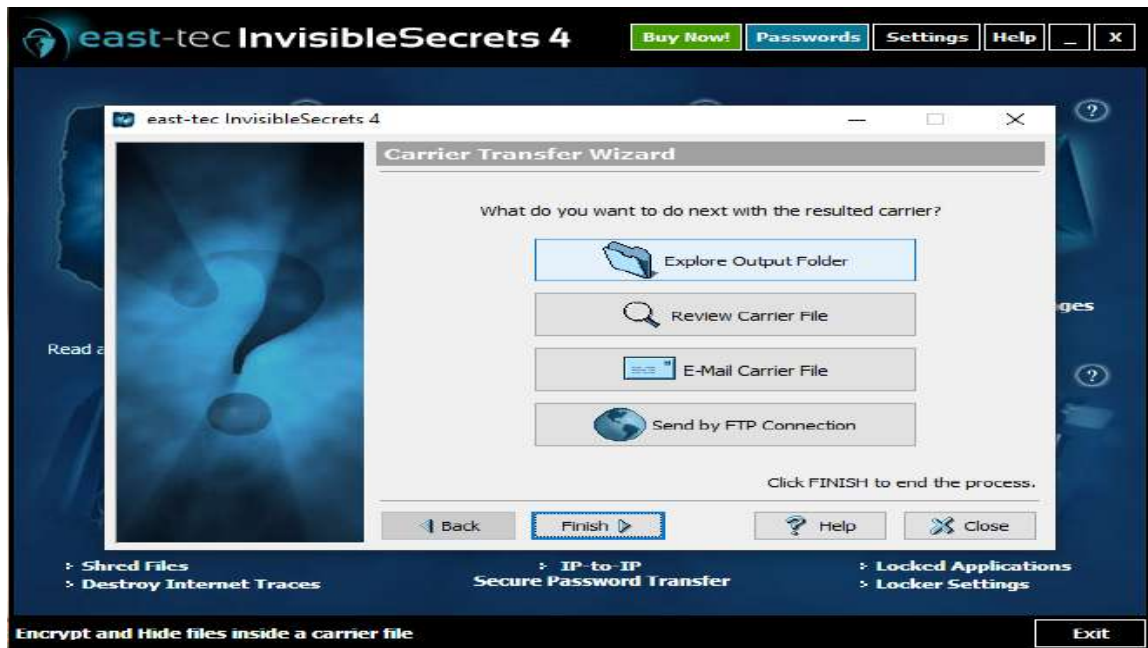 east-tec InvisibleSecrets 4
Buy Now! Passwords Settings Help _ X
east-tec InvisibleSecrets 4
Carrier Transfer Wizard
What do you want to do next with the resulted carrier?
Explore Output Folder
Review Carrier File
E-Mail Carrier File
Send by FTP Connection
Click FINISH to end the process.
Back Finish Help Close
Read
Shred Files
Destroy Internet Traces
IP-to-IP
Secure Password Transfer
Locked Applications
Locker Settings
Encrypt and Hide files inside a carrier file
Exit